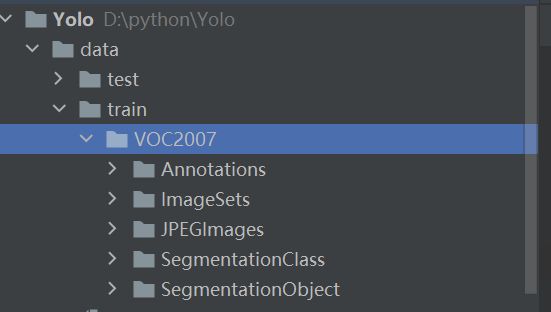 Yolo D:\python\Yolo
data
test
train
VOC2007
Annotations
ImageSets
JPEGImages
SegmentationClass
SegmentationObject